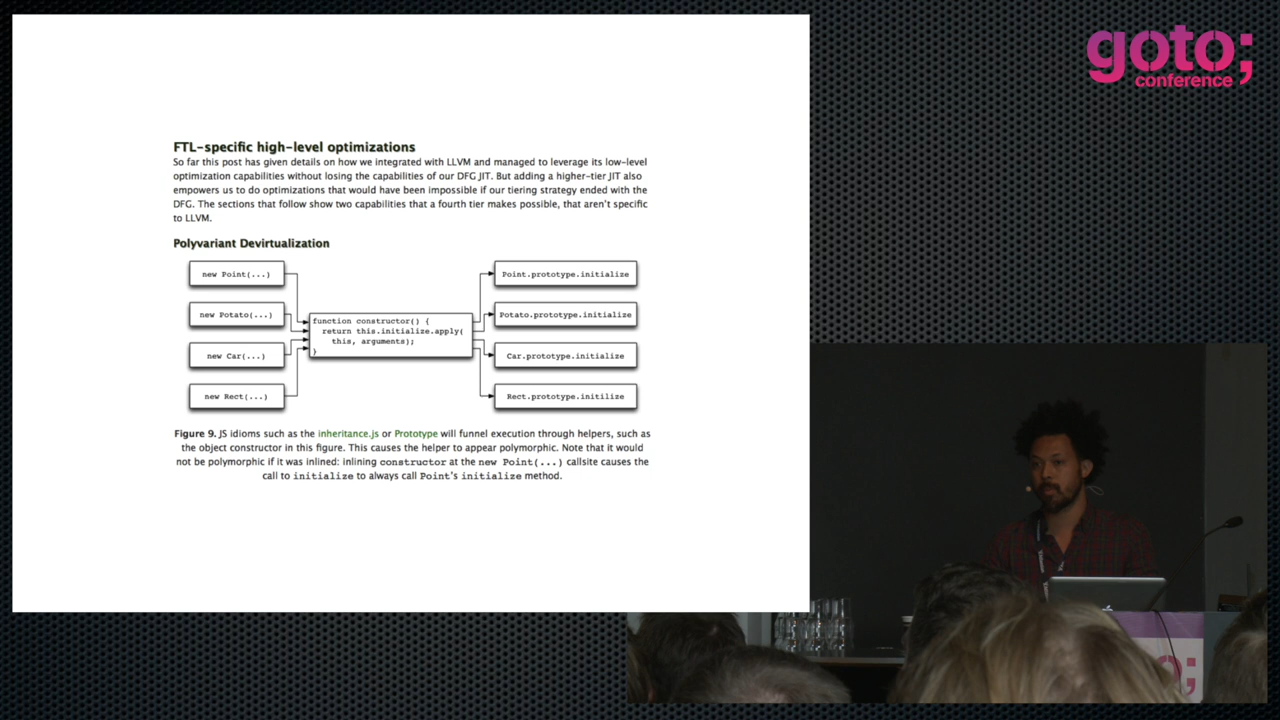 goto;
conference
FTL-specific high-level optimizations
So far this post has given details on how we integrated with LLVM and managed to leverage its low-level
optimization capabilities without losing the capabilities of our DFG JIT. But adding a higher-tier JIT also
empowers us to do optimizations that would have been impossible if our tiering strategy ended with the
DFG. The sections that follow show two capabilities that a fourth tier makes possible, that aren't specific
to LLVM.
Polyvariant Devirtualization
new Point(...)
new Potato(...)
new Car(...)
new Rect(...)
function constructor() {
return this.initialize.apply(
this, arguments);
}
Point.prototype.initialize
Potato.prototype.initialize
Car.prototype.initialize
Rect.prototype.initilize
Figure 9. JS idioms such as the inheritance.js or Prototype will funnel execution through helpers, such as
the object constructor in this figure. This causes the helper to appear polymorphic. Note that it would
not be polymorphic if it was inlined: inlining constructor at the new Point(...) callsite causes the
call to initialize to always call Point's initialize method.